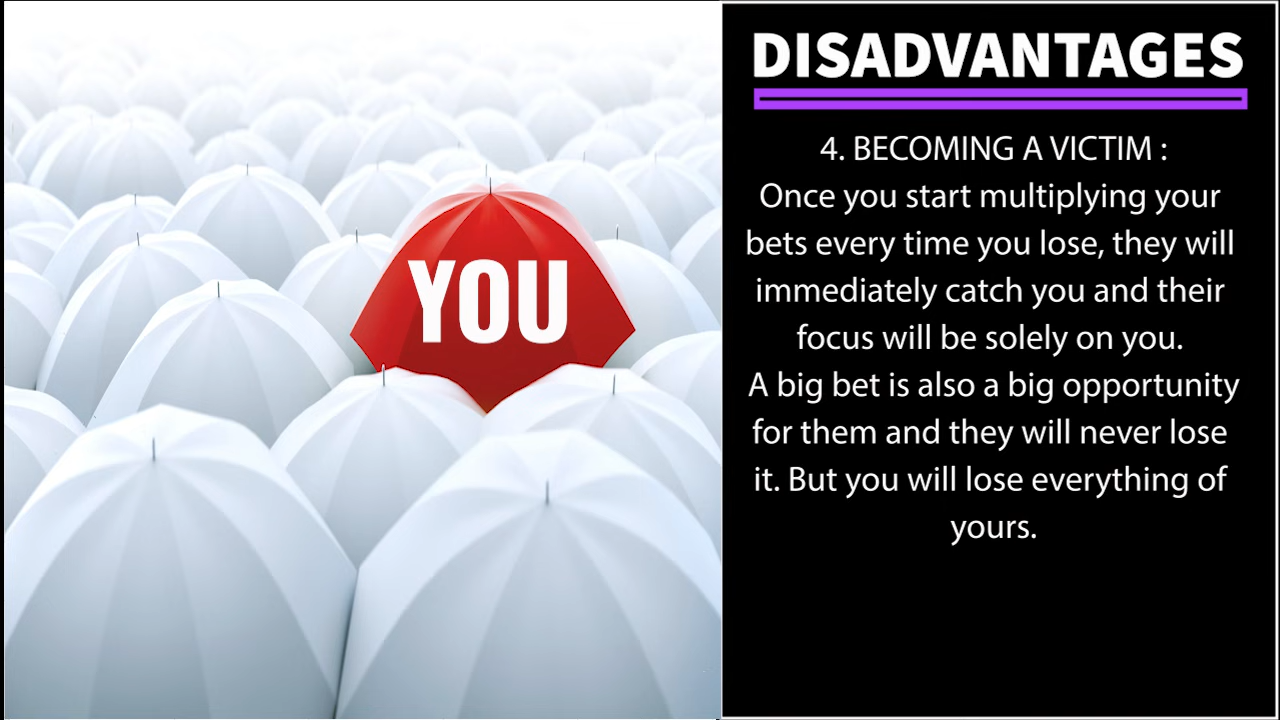 YOU
DISADVANTAGES
4. BECOMING A VICTIM :
Once you start multiplying your
bets every time you lose, they will
immediately catch you and their
focus will be solely on you.
A big bet is also a big opportunity
for them and they will never lose
it. But you will lose everything of
yours.